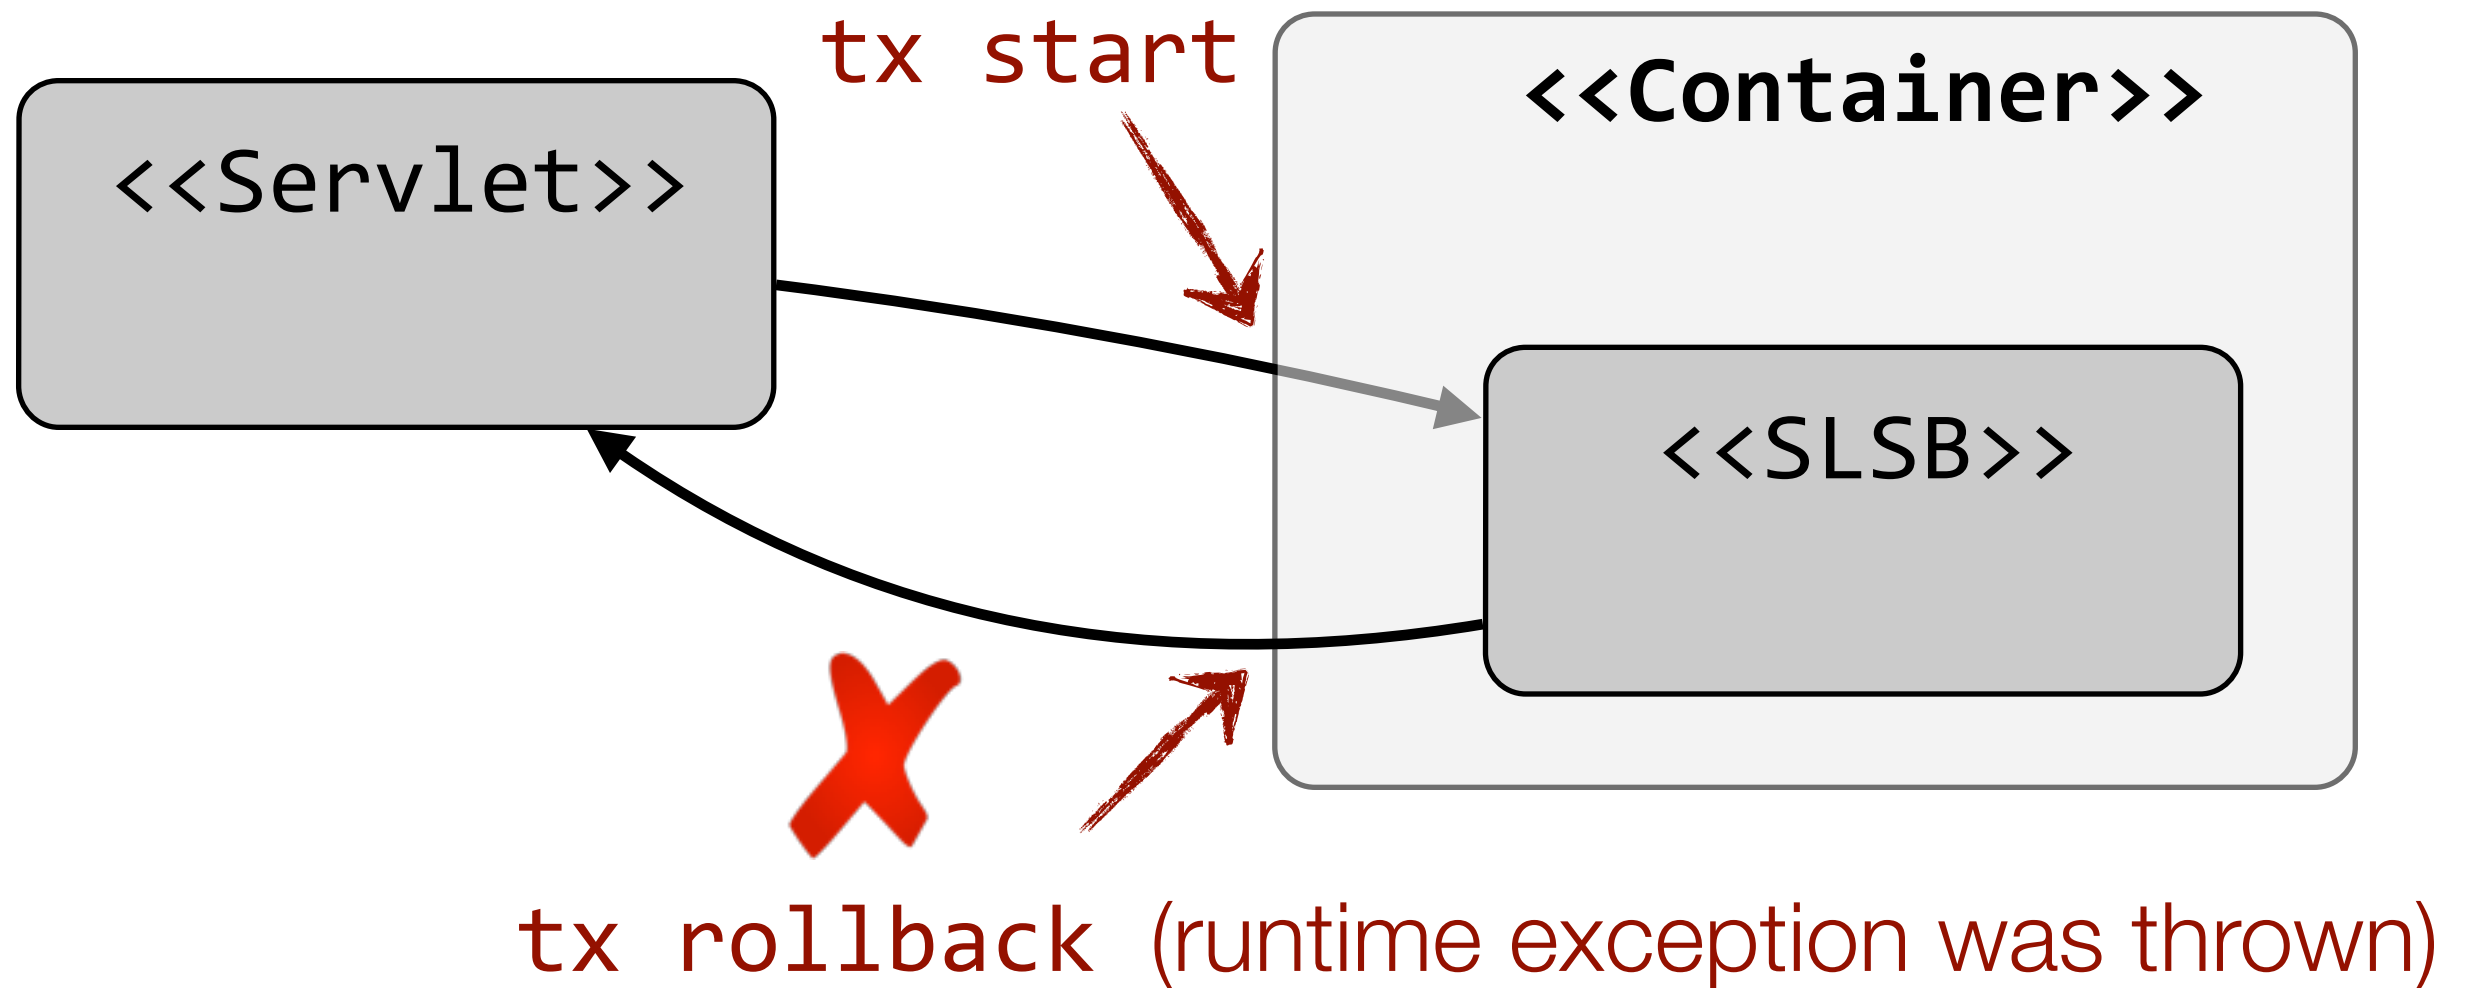 tx start
<<Container>>
<<Servlet>>
<<SLSB>>
tx rollback (runtime exception was thrown)